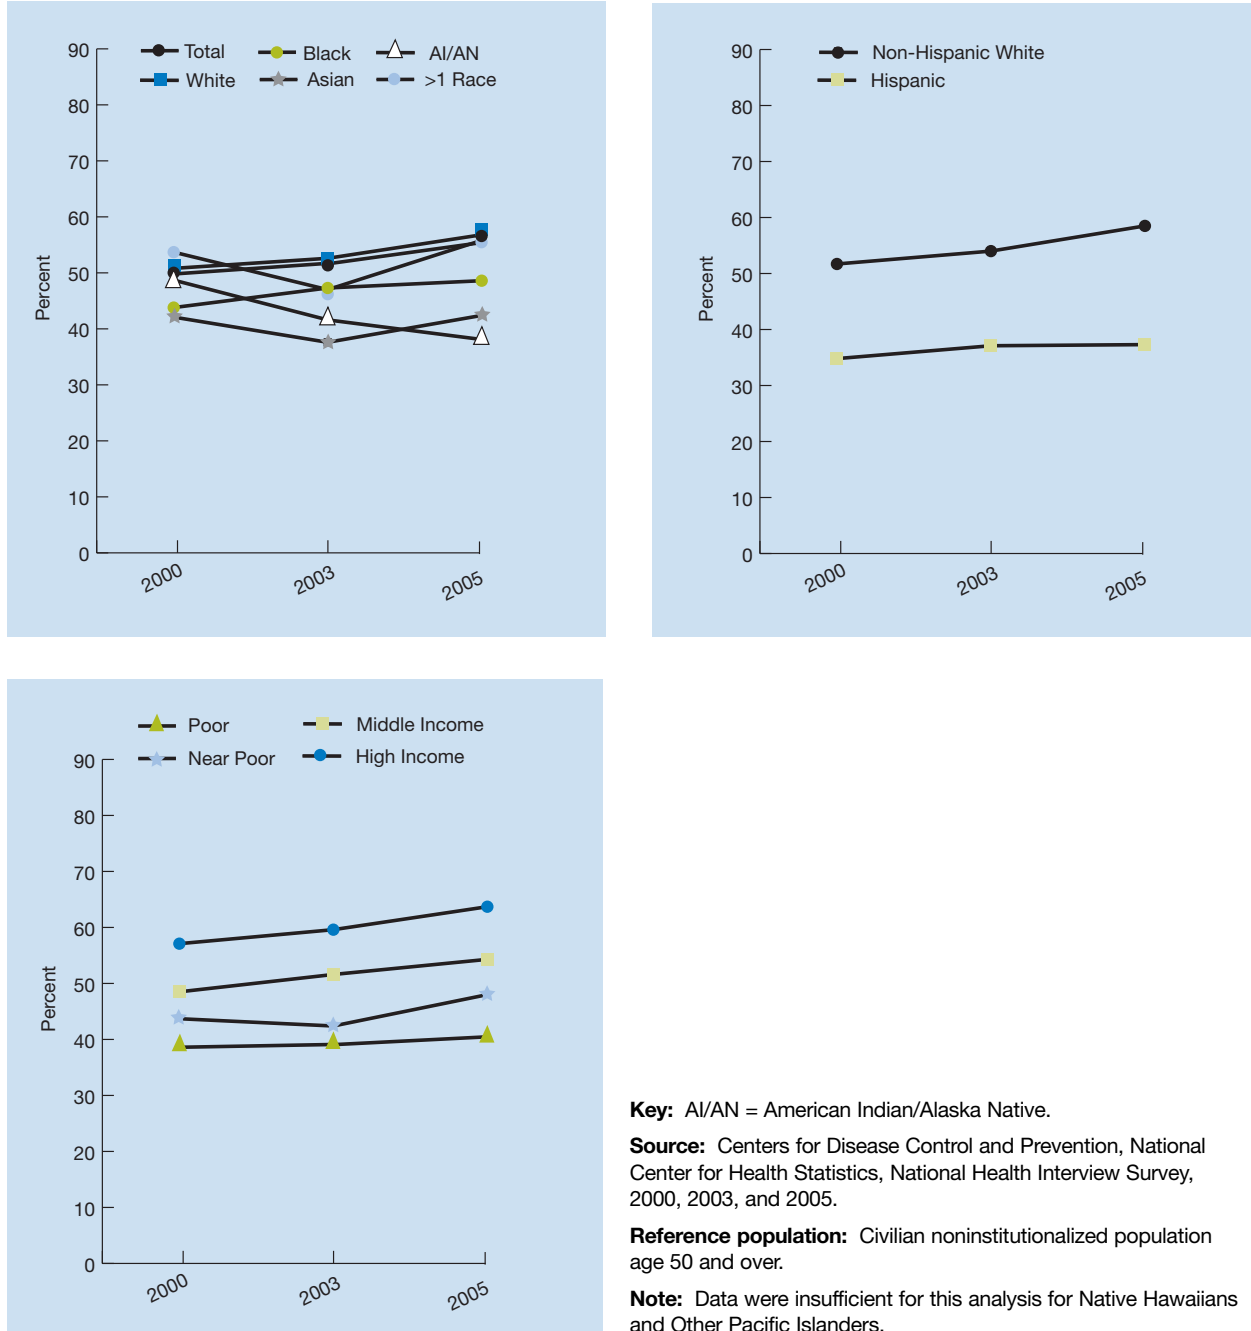 Total
Black
AI/AN
White
Asian
>1 Race
90
80
70
60
50
40
30
20
10
0
Percent
2000
2003
2005
Non-Hispanic White
Hispanic
90
80
70
60
50
40
30
20
10
0
Percent
2000
2003
2005
Poor
Middle Income
Near Poor
High Income
90
80
70
60
50
40
30
20
10
0
Percent
2000
2003
2005
Key: AI/AN = American Indian/Alaska Native.
Source: Centers for Disease Control and Prevention, National
Center for Health Statistics, National Health Interview Survey,
2000, 2003, and 2005.
Reference population: Civilian noninstitutionalized population
age 50 and over.
Note: Data were insufficient for this analysis for Native Hawaiians
and Other Pacific Islanders.